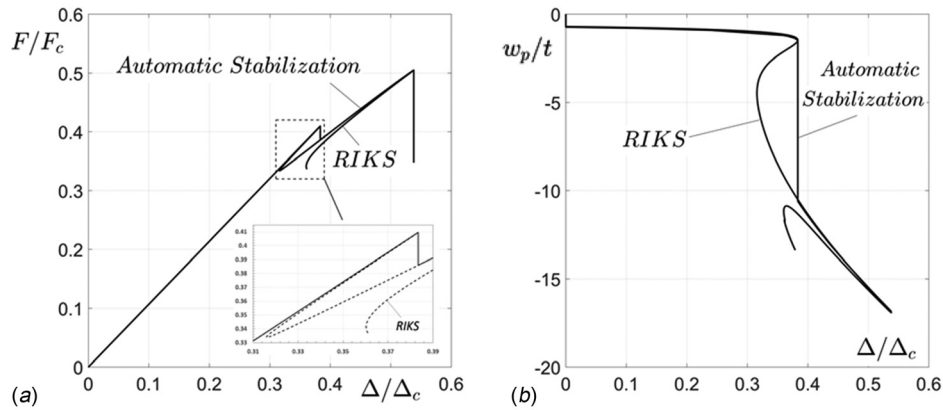 0.6
F/F_c
0.5
0.4
0.3
0.2
0.1
0
Automatic Stabilization
RIKS
0.41
0.40
0.39
0.38
0.37
0.36
0.35
0.34
0.33
RIKS
0.31 0.33 0.35 0.37 0.39
0 0.1 0.2 0.3 0.4 0.5 0.6
Δ/Δ_c
(a)
0
w_p/t
-5
-10
-15
-20
Automatic
Stabilization
RIKS
Δ/Δ_c
0 0.1 0.2 0.3 0.4 0.5 0.6
(b)